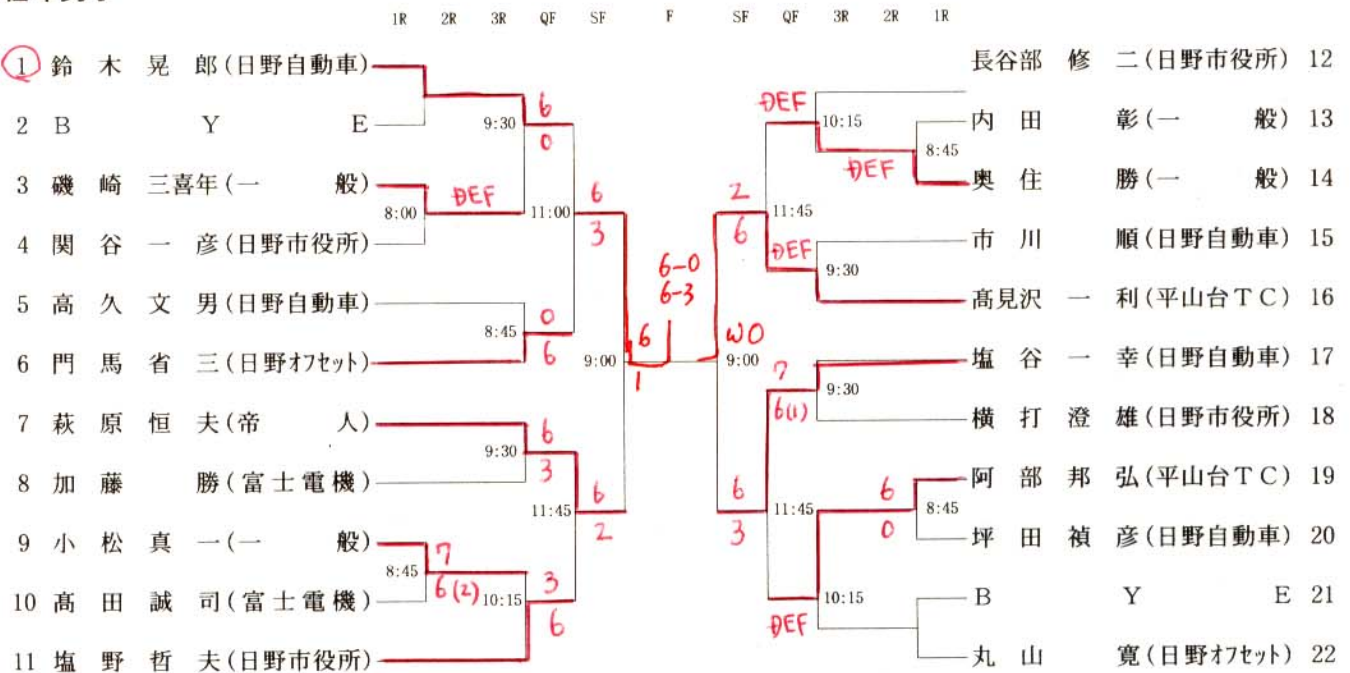 1R 2R 3R QF SF F SF QF 3R 2R 1R
1 鈴木晃郎(日野自動車)
長谷部修二(日野市役所) 12
DEF
6
10:15
2 BYE
9:30
内田彰(一般) 13
0
8:45
DEF
3 磯崎三喜年(一般)
DEF
奥住勝(一般) 14
8:00
11:00
6
2
11:45
3
6
4 関谷一彦(日野市役所)
DEF
市川順(日野自動車) 15
6-0
9:30
6-3
5 高久文男(日野自動車)
髙見沢一利(平山台TC) 16
0
8:45
6
WO
6 門馬省三(日野オフセット)
6
9:00
9:00
塩谷一幸(日野自動車) 17
1
7
9:30
6(1)
7 萩原恒夫(帝人)
横打澄雄(日野市役所) 18
6
9:30
3
8 加藤勝(富士電機)
阿部邦弘(平山台TC) 19
6
6
6
11:45
11:45
8:45
2
3
0
9 小松真一(一般)
坪田禎彦(日野自動車) 20
7
8:45
6(2)
3
10:15
10:15
10 髙田誠司(富士電機)
BYE 21
6
DEF
11 塩野哲夫(日野市役所)
丸山寛(日野オフセット) 22